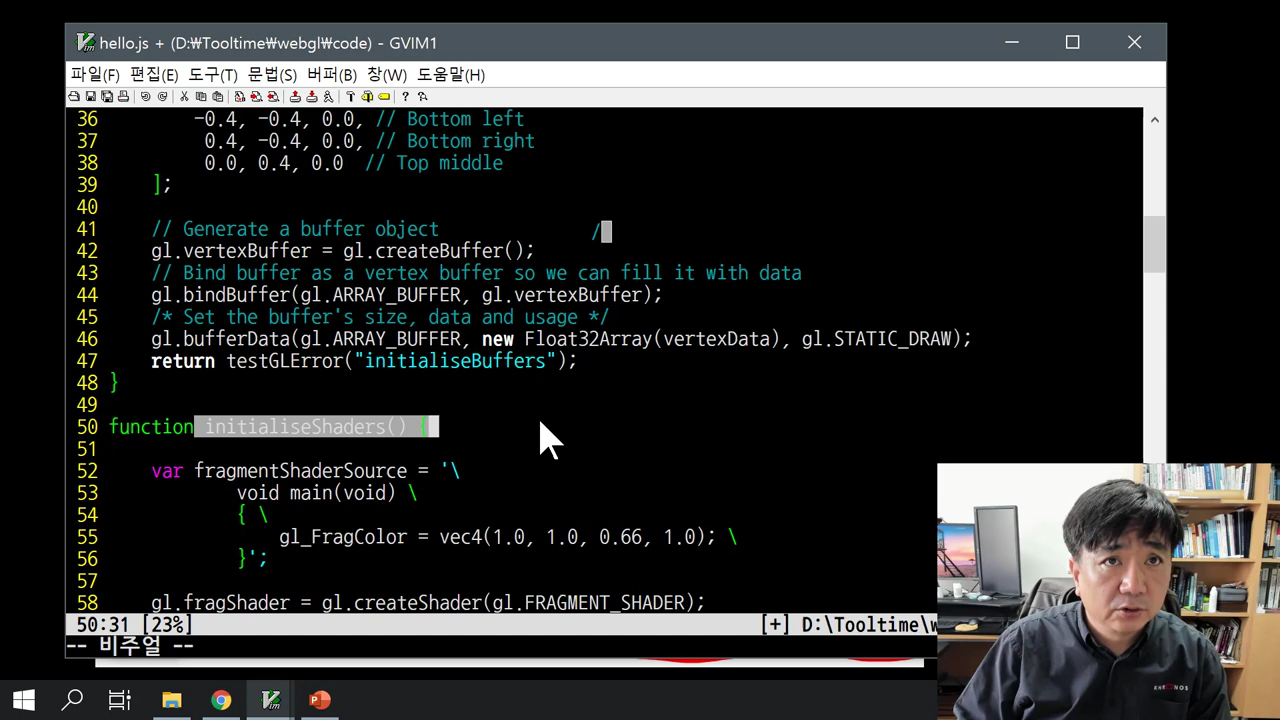 hello.js + (D:₩Tooltime₩webgl₩code) - GVIM1
파일(F) 편집(E) 도구(T) 문법(S) 버퍼(B) 창(W) 도움말(H)
36 -0.4, -0.4, 0.0, // Bottom left
37 0.4, -0.4, 0.0, // Bottom right
38 0.0, 0.4, 0.0 // Top middle
39 ];
40
41 // Generate a buffer object /
42 gl.vertexBuffer = gl.createBuffer();
43 // Bind buffer as a vertex buffer so we can fill it with data
44 gl.bindBuffer(gl.ARRAY_BUFFER, gl.vertexBuffer);
45 /* Set the buffer's size, data and usage */
46 gl.bufferData(gl.ARRAY_BUFFER, new Float32Array(vertexData), gl.STATIC_DRAW);
47 return testGLError("initialiseBuffers");
48 }
49
50 function initialiseShaders() {
51
52 var fragmentShaderSource = '\
53 void main(void) \
54 { \
55 gl_FragColor = vec4(1.0, 1.0, 0.66, 1.0); \
56 }';
57
58 gl.fragShader = gl.createShader(gl.FRAGMENT_SHADER);
50:31 [23%] [+] D:\Tooltime\w
-- 비주얼 --
KHRONOS